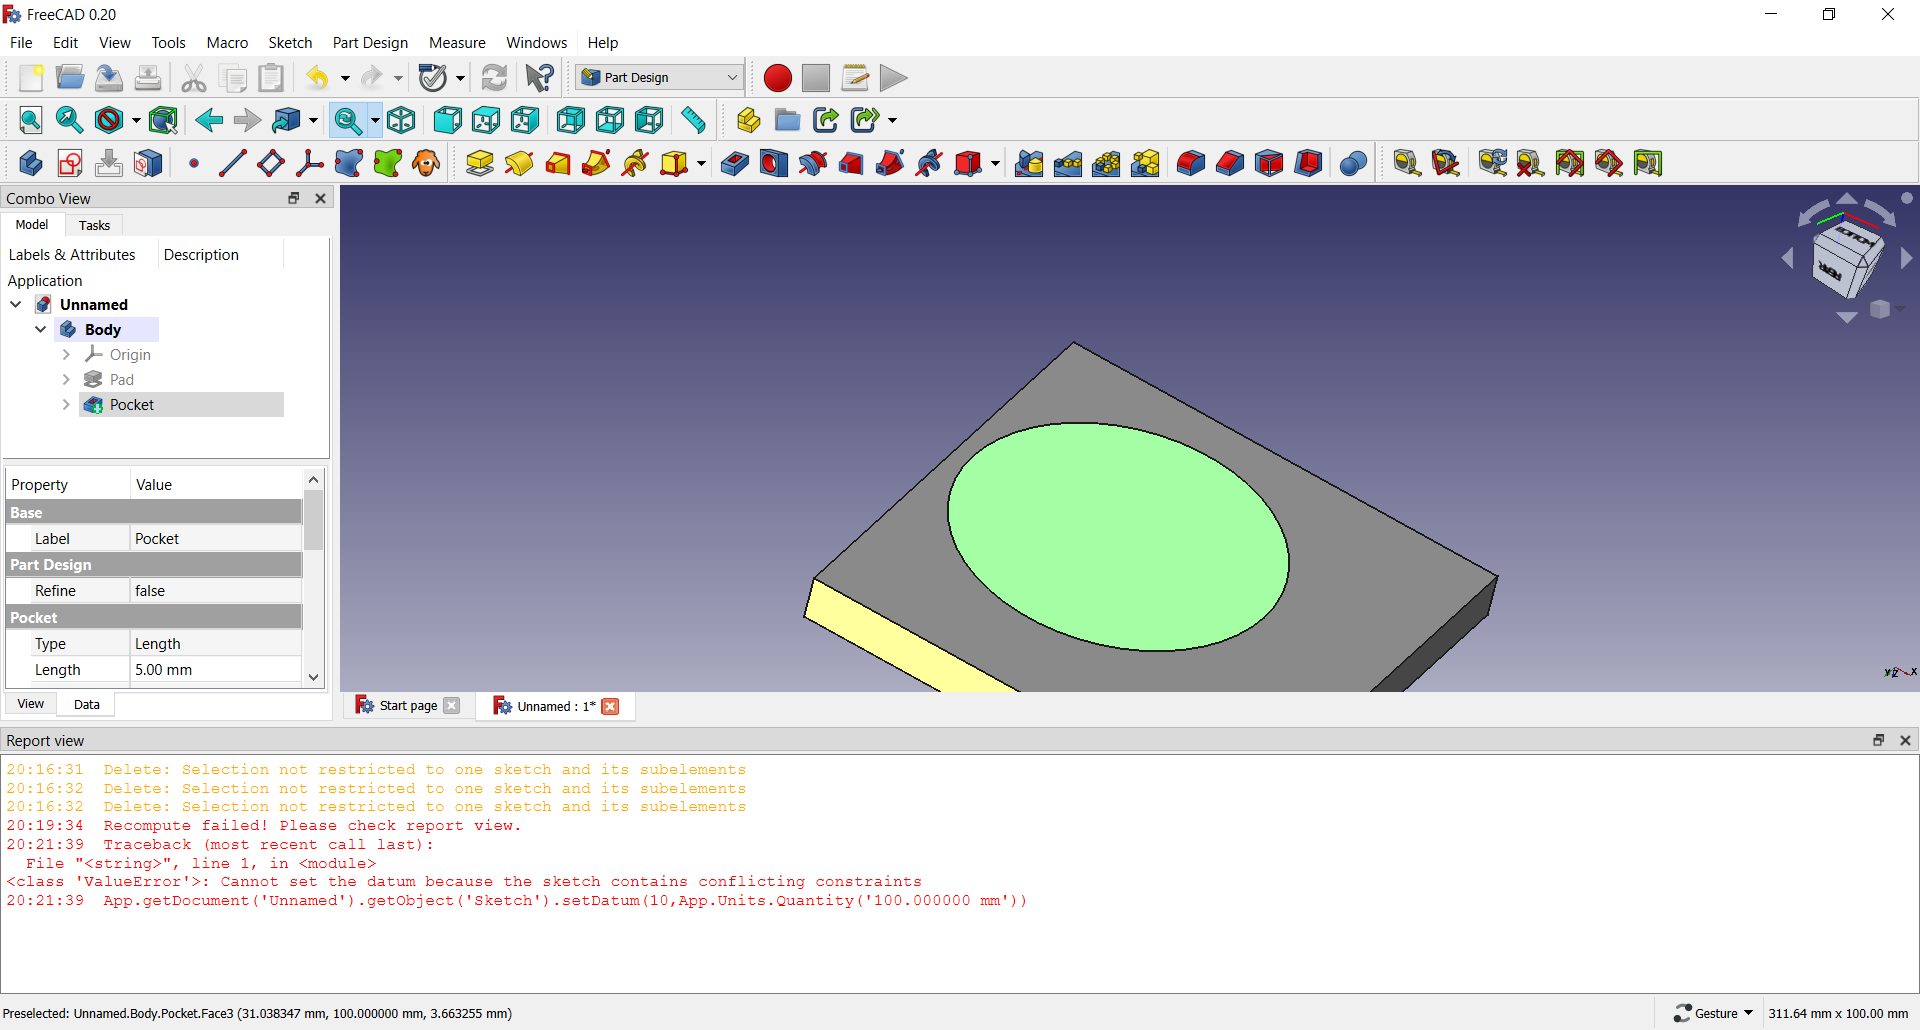 FreeCAD 0.20
File Edit View Tools Macro Sketch Part Design Measure Windows Help
Part Design
Combo View
Model Tasks
Labels & Attributes Description
Application
Unnamed
Body
Origin
Pad
Pocket
Property Value
Base
Label Pocket
Part Design
Refine false
Pocket
Type Length
Length 5.00 mm
View Data
Start page Unnamed : 1*
Report view
20:16:31 Delete: Selection not restricted to one sketch and its subelements
20:16:32 Delete: Selection not restricted to one sketch and its subelements
20:16:32 Delete: Selection not restricted to one sketch and its subelements
20:19:34 Recompute failed! Please check report view.
20:21:39 Traceback (most recent call last):
File "<string>", line 1, in <module>
<class 'ValueError'>: Cannot set the datum because the sketch contains conflicting constraints
20:21:39 App.getDocument('Unnamed').getObject('Sketch').setDatum(10,App.Units.Quantity('100.000000 mm'))
Preselected: Unnamed.Body.Pocket.Face3 (31.038347 mm, 100.000000 mm, 3.663255 mm)
Gesture 311.64 mm x 100.00 mm